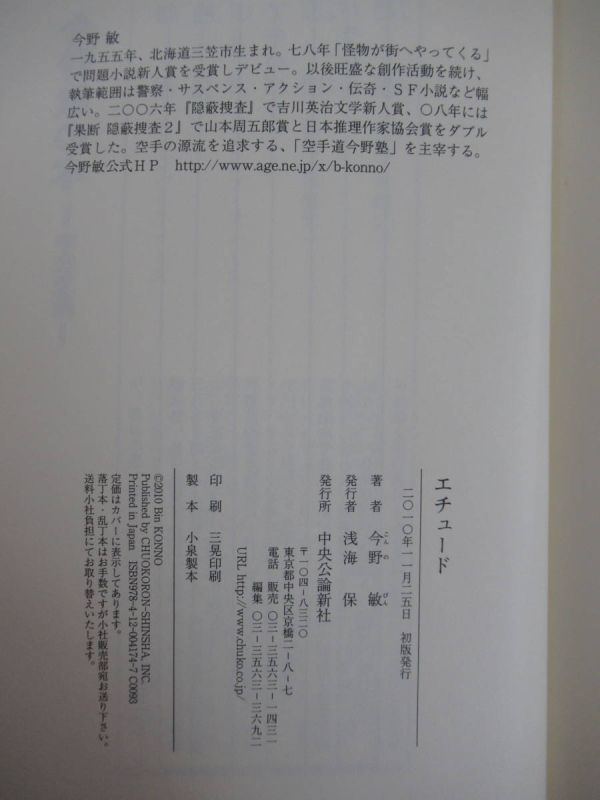 今野 敏
一九五五年、北海道三笠市生まれ。七八年「怪物が街へやってくる」
で問題小説新人賞を受賞しデビュー。以後旺盛な創作活動を続け、
執筆範囲は警察・サスペンス・アクション・伝奇・ＳＦ小説など幅
広い。二〇〇六年『隠蔽捜査』で吉川英治文学新人賞、〇八年には
『果断 隠蔽捜査２』で山本周五郎賞と日本推理作家協会賞をダブル
受賞した。空手の源流を追求する、「空手道今野塾」を主宰する。
今野敏公式ＨＰ　http://www.age.ne.jp/x/b-konno/
エチュード
二〇一〇年一一月二五日　初版発行
著　者　今野　敏
こんの　びん
発行者　浅海　保
発行所　中央公論新社
〒一〇四-八三二〇
東京都中央区京橋二-八-七
電話　販売 〇三-三五六三-一四三一
編集 〇三-三五六三-三六九二
URL http://www.chuko.co.jp/
印　刷　三晃印刷
製　本　小泉製本
©2010 Bin KONNO
Published by CHUOKORON-SHINSHA, INC.
Printed in Japan　ISBN978-4-12-004174-7 C0093
定価はカバーに表示してあります。
落丁本・乱丁本はお手数ですが小社販売部宛お送り下さい。
送料小社負担にてお取り替えいたします。